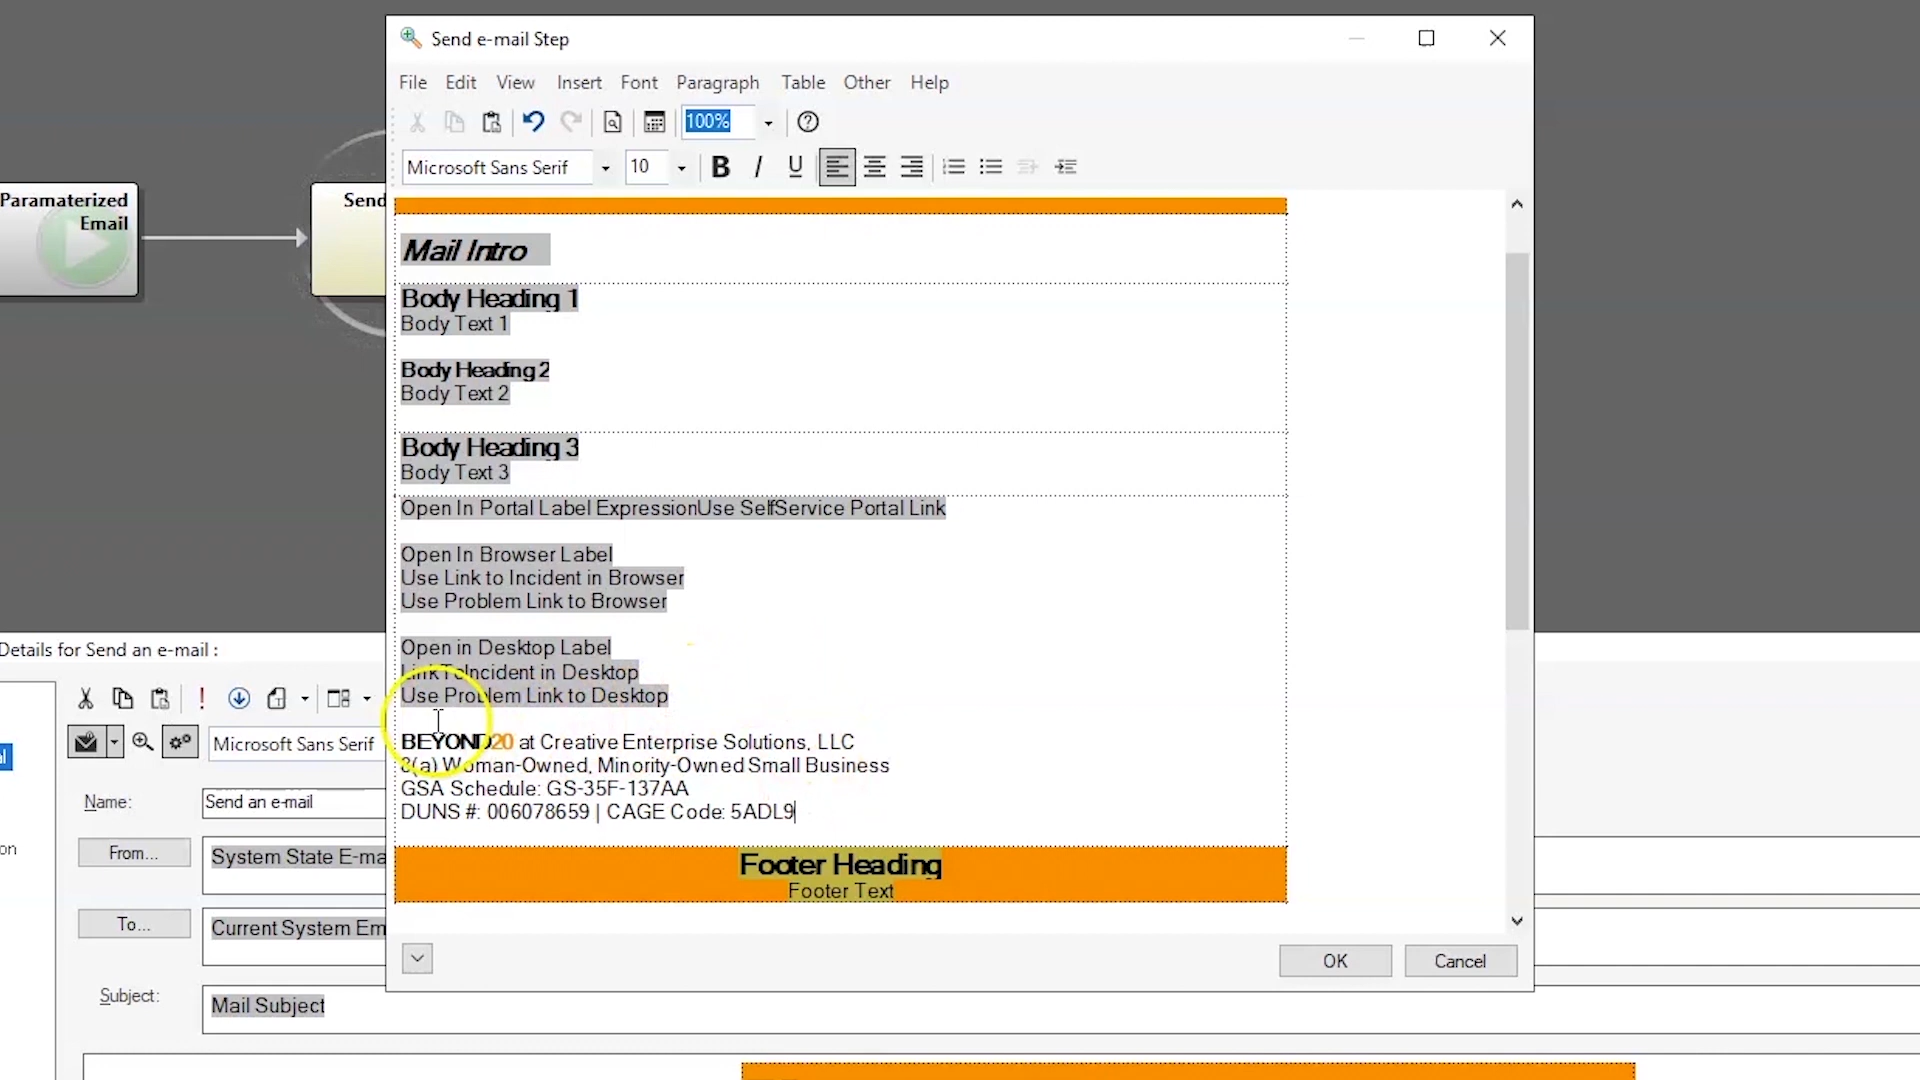 Send e-mail Step
File Edit View Insert Font Paragraph Table Other Help
100%
Microsoft Sans Serif 10 B I U
Paramaterized
Email
Send
Mail Intro
Body Heading 1
Body Text 1
Body Heading 2
Body Text 2
Body Heading 3
Body Text 3
Open In Portal Label ExpressionUse SelfService Portal Link
Open In Browser Label
Use Link to Incident in Browser
Use Problem Link to Browser
Open in Desktop Label
Link ToIncident in Desktop
Use Problem Link to Desktop
BEYOND20 at Creative Enterprise Solutions, LLC
8(a) Woman-Owned, Minority-Owned Small Business
GSA Schedule: GS-35F-137AA
DUNS #: 006078659 | CAGE Code: 5ADL9
Footer Heading
Footer Text
OK Cancel
Details for Send an e-mail :
Microsoft Sans Serif
Name: Send an e-mail
From... System State E-ma
To... Current System Em
Subject: Mail Subject
al
on